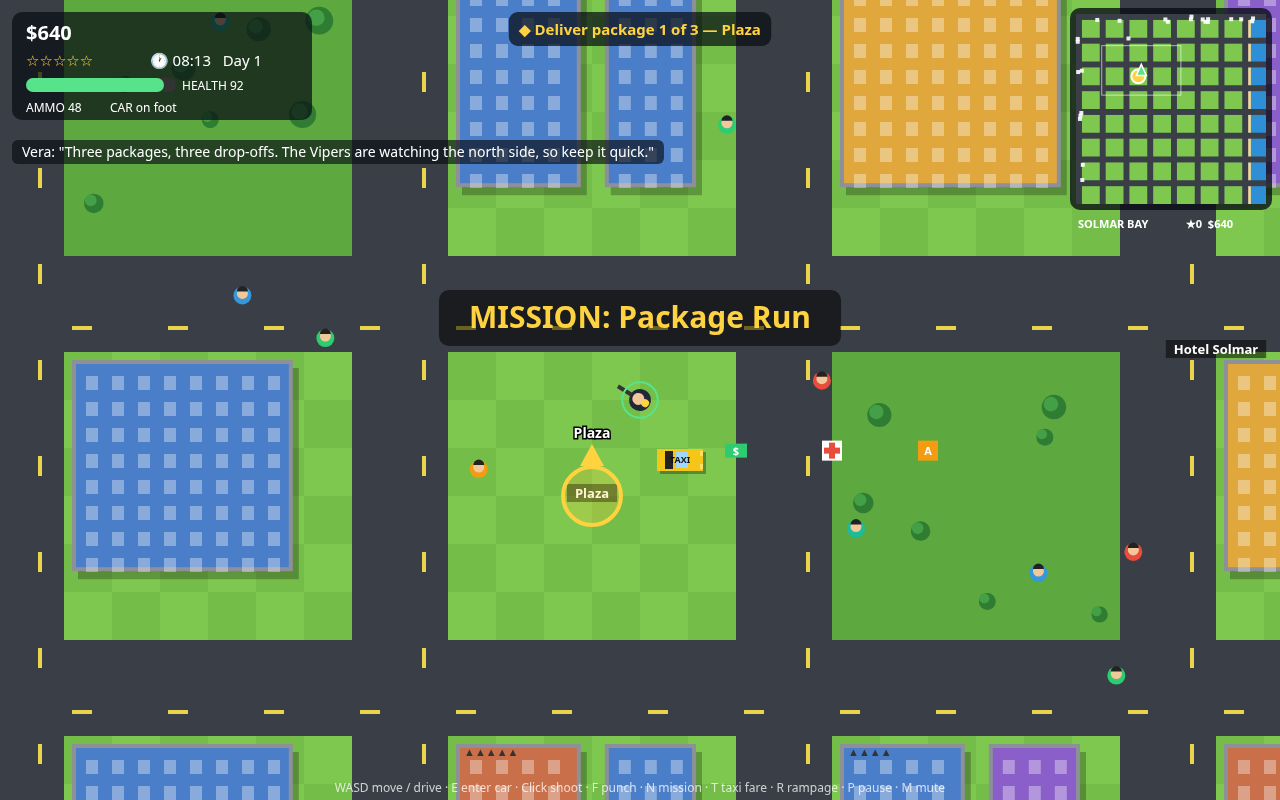 $640
☆☆☆☆☆ 🕐 08:13 Day 1
HEALTH 92
AMMO 48 CAR on foot
◆ Deliver package 1 of 3 — Plaza
Vera: "Three packages, three drop-offs. The Vipers are watching the north side, so keep it quick."
SOLMAR BAY ★0 $640
MISSION: Package Run
Hotel Solmar
Plaza
TAXI
$
A
Plaza
WASD move / drive · E enter car · Click shoot · F punch · N mission · T taxi fare · R rampage · P pause · M mute